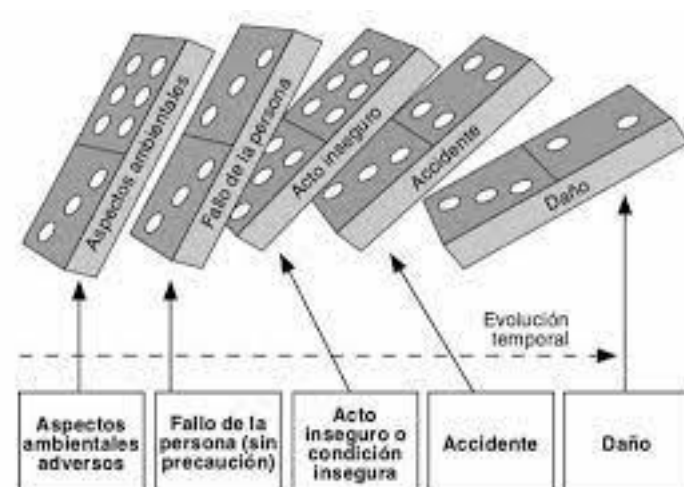 Aspectos ambientales
Fallo de la persona
Acto inseguro
Accidente
Daño
Evolución
temporal
Aspectos
ambientales
adversos
Fallo de la
persona (sin
precaución)
Acto
inseguro o
condición
insegura
Accidente
Daño